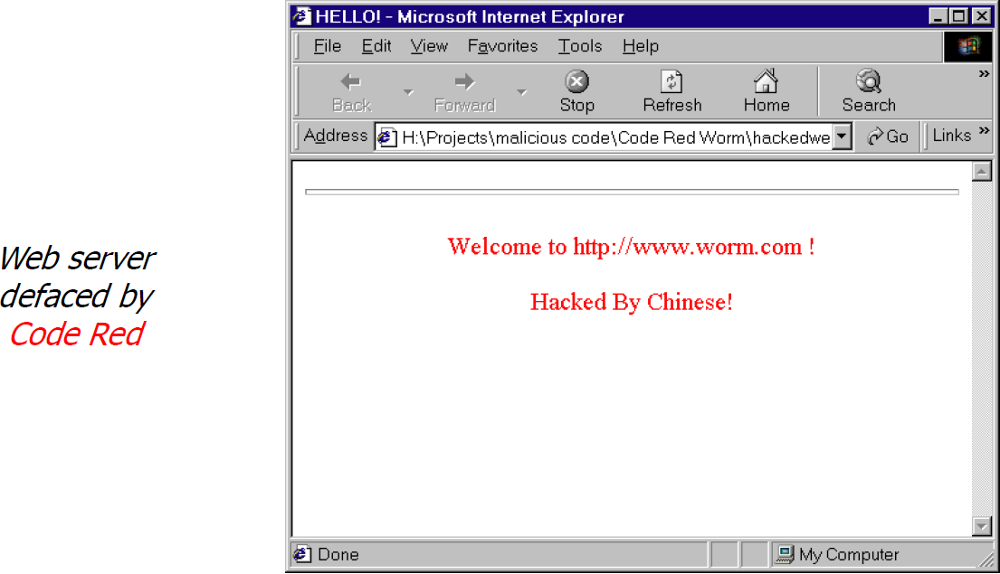 HELLO! - Microsoft Internet Explorer
File Edit View Favorites Tools Help
Back Forward Stop Refresh Home Search »
Address H:\Projects\malicious code\Code Red Worm\hackedwe Go Links »
Welcome to http://www.worm.com !
Hacked By Chinese!
Web server
defaced by
Code Red
Done My Computer